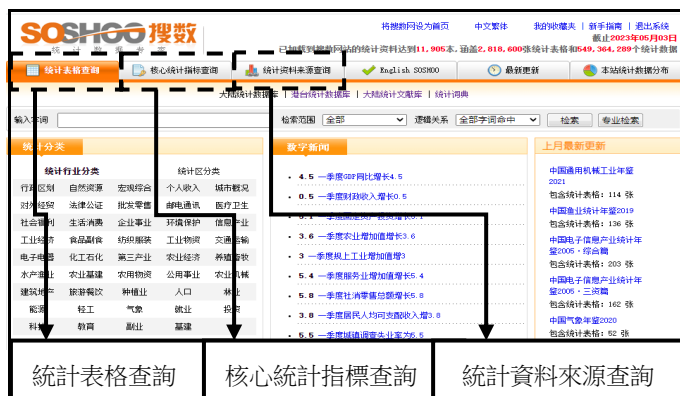 SOSHOO 搜数
统 计 数 据 搜 索
将搜数网设为首页 中文繁体 我的收藏夹 | 新手指南 | 退出系统
截止2023年05月03日
已加载到搜数网站的统计资料达到11,905本,涵盖2,818,600张统计表格和549,364,289个统计数据
统计表格查询 核心统计指标查询 统计资料来源查询 English SOSHOO 最新更新 本站统计数据分布
大陆统计数据库 | 港台统计数据库 | 大陆统计文献库 | 统计词典
输入字词 检索范围 全部 逻辑关系 全部字词命中 检索 专业检索
统计分类
统计行业分类 统计区分类
行政区划 自然资源 宏观综合 个人收入 城市概况
对外经贸 法律公证 批发零售 邮电通讯 医疗卫生
社会福利 生活消费 企业事业 环境保护 信息产业
工业经济 食品副食 纺织服装 工业物资 交通运输
电子电器 化工石化 第三产业 农业经济 养殖畜牧
水产渔业 农业基建 农用物资 公用事业 农业机械
建筑地产 旅游餐饮 种植业 人口 林业
能源 轻工 气象 就业 投资
科技 教育 副业 基建
数字新闻
4.5 一季度GDP同比增长4.5
0.5 一季度财政收入增长0.5
5.1 一季度固定资产投资增长5.1
3.6 一季度农业增加值增长3.6
3 一季度规上工业增加值增3
5.4 一季度服务业增加值增长5.4
5.8 一季度社消零售总额增长5.8
3.8 一季度居民人均可支配收入增3.8
5.5 一季度城镇调查失业率为5.5
上月最新更新
中国通用机械工业年鉴
2021
包含统计表格: 114 张
中国渔业统计年鉴2019
包含统计表格: 136 张
中国电子信息产业统计年
鉴2005·综合篇
包含统计表格: 203 张
中国电子信息产业统计年
鉴2005·三资篇
包含统计表格: 162 张
中国气象年鉴2020
包含统计表格: 52 张
統計表格查詢 核心統計指標查詢 統計資料來源查詢